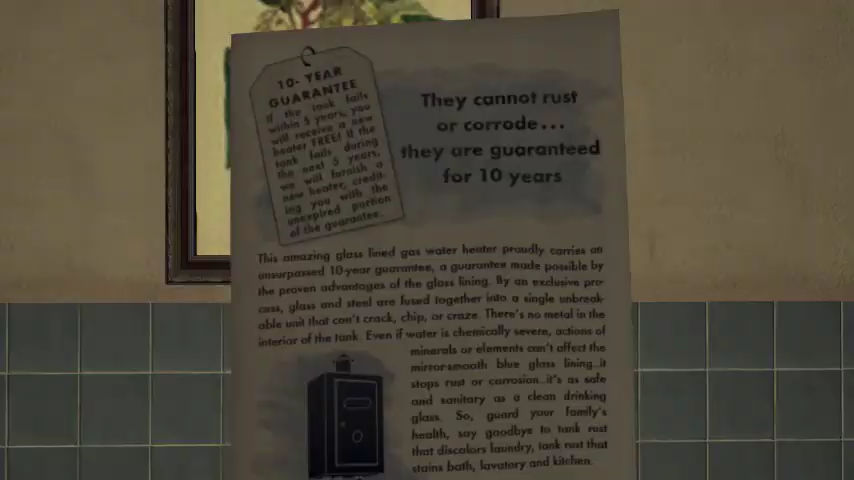 10- YEAR
GUARANTEE
If the tank fails
within 5 years, you
will receive a new
heater FREE! If the
tank fails during
the next 5 years,
we will furnish a
new heater, credit-
ing you with the
unexpired portion
of the guarantee.
They cannot rust
or corrode...
they are guaranteed
for 10 years
This amazing glass lined gas water heater proudly carries an
unsurpassed 10-year guarantee, a guarantee made possible by
the proven advantages of the glass lining. By an exclusive pro-
cess, glass and steel are fused together into a single unbreak-
able unit that can't crack, chip, or craze. There's no metal in the
interior of the tank. Even if water is chemically severe, actions of
minerals or elements can't affect the
mirror-smooth blue glass lining..it
stops rust or corrosion..it's as safe
and sanitary as a clean drinking
glass. So, guard your family's
health, say goodbye to tank rust
that discolors laundry, tank rust that
stains bath, lavatory and kitchen.